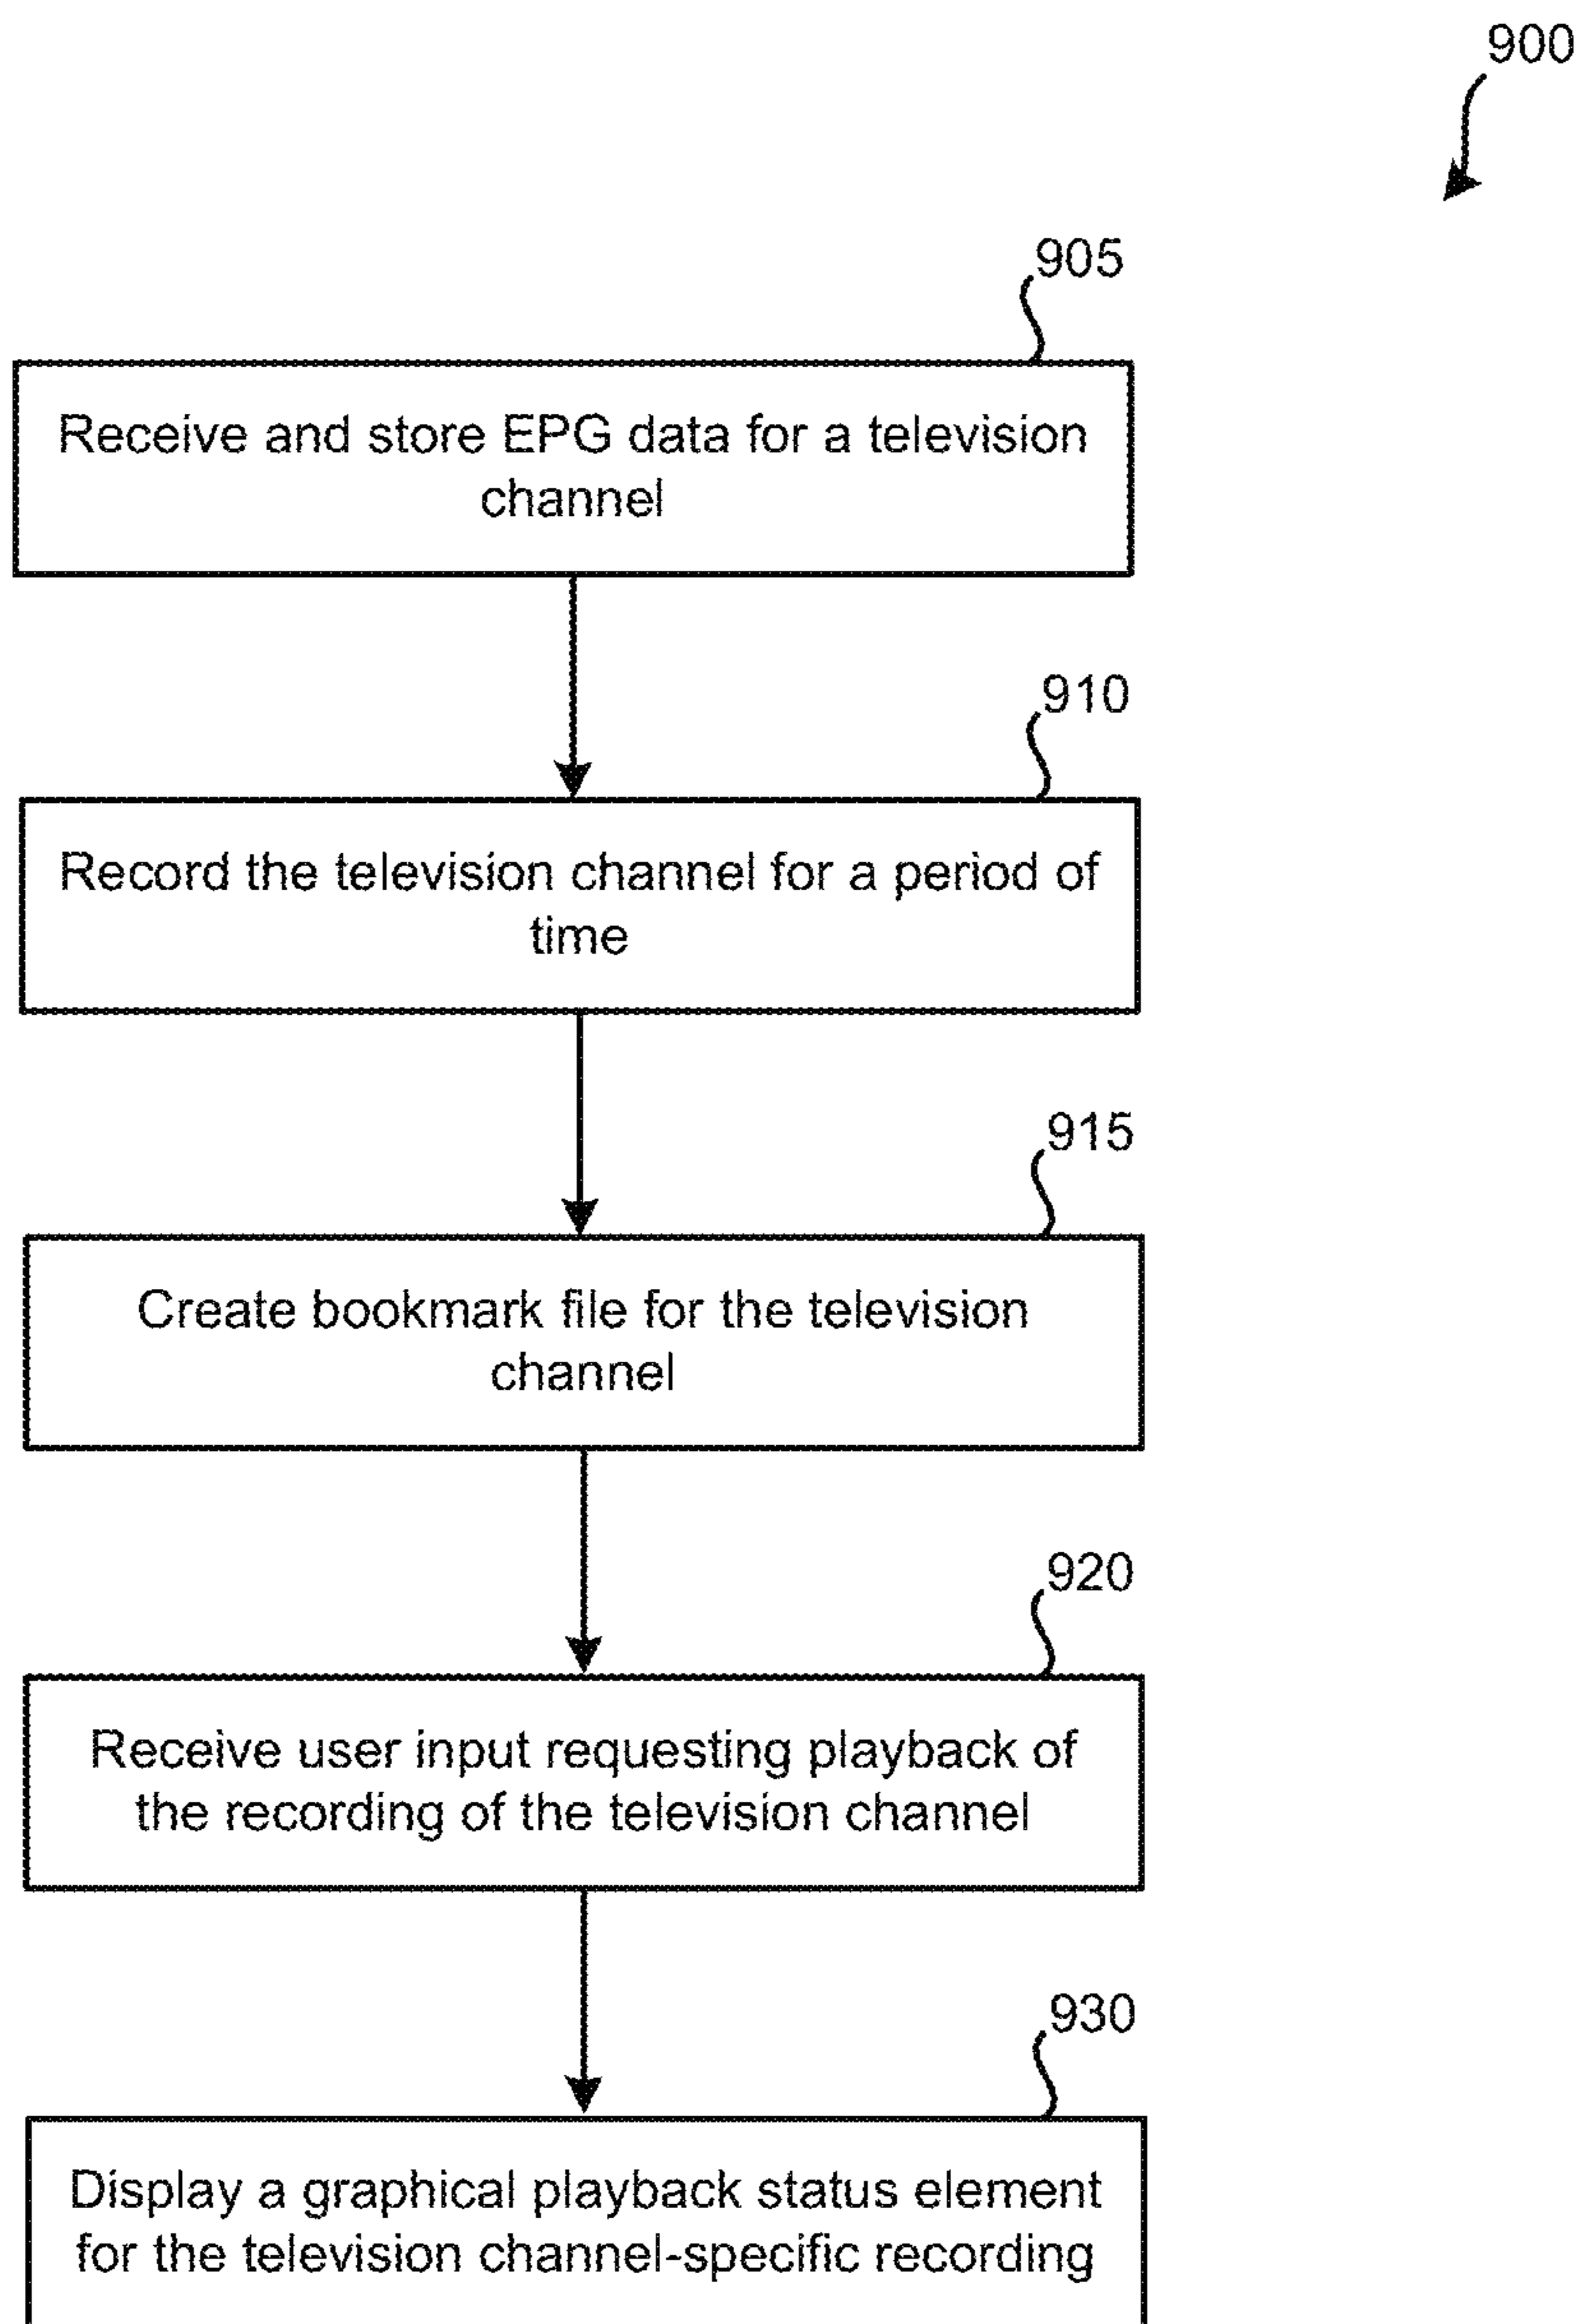 900
905
Receive and store EPG data for a television
channel
910
Record the television channel for a period of
time
915
Create bookmark file for the television
channel
920
Receive user input requesting playback of
the recording of the television channel
930
Display a graphical playback status element
for the television channel-specific recording